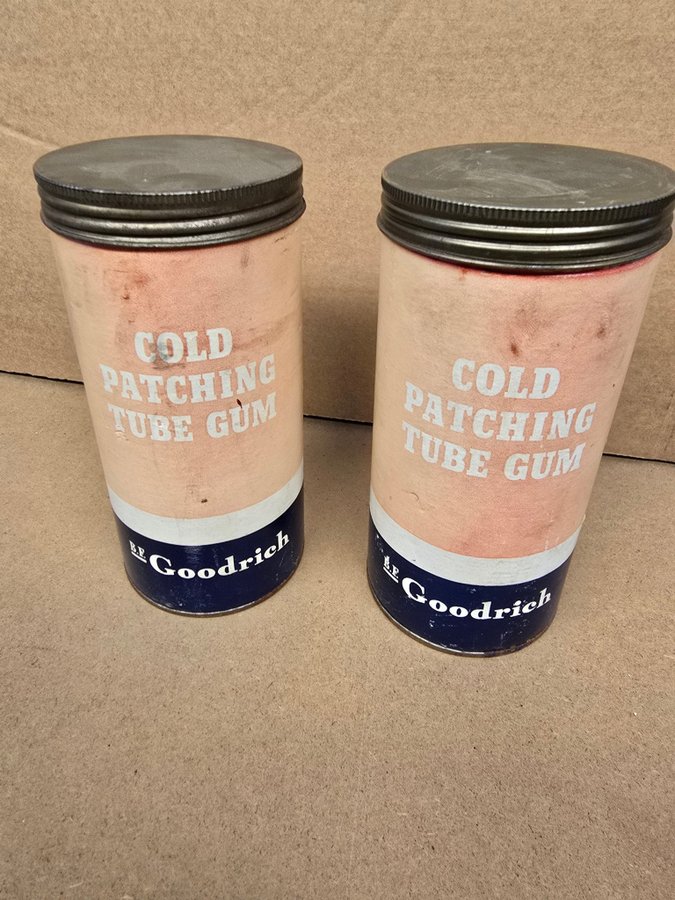 COLD
PATCHING
TUBE GUM
B.F. Goodrich
COLD
PATCHING
TUBE GUM
B.F. Goodrich